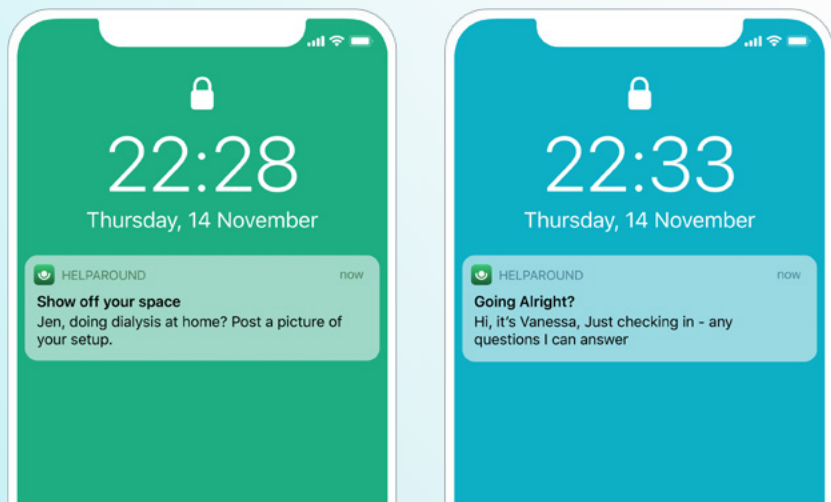 22:28
Thursday, 14 November
HELPAROUND now
Show off your space
Jen, doing dialysis at home? Post a picture of
your setup.
22:33
Thursday, 14 November
HELPAROUND now
Going Alright?
Hi, it's Vanessa, Just checking in - any
questions I can answer